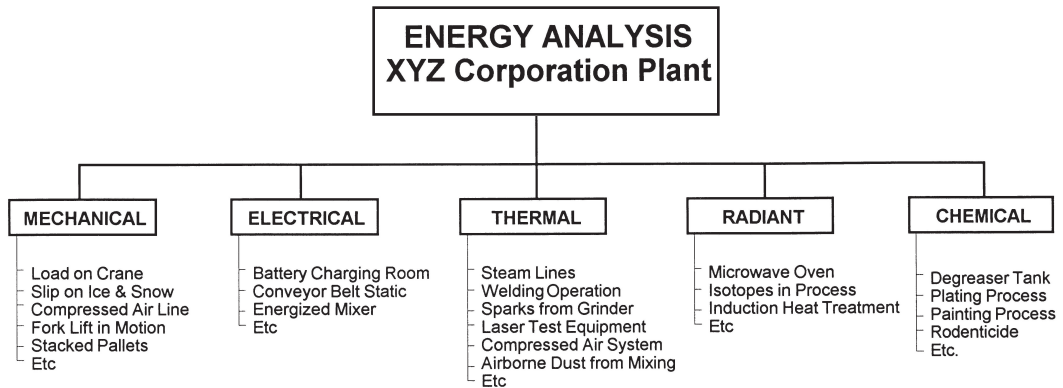 ENERGY ANALYSIS
XYZ Corporation Plant
MECHANICAL
Load on Crane
Slip on Ice & Snow
Compressed Air Line
Fork Lift in Motion
Stacked Pallets
Etc
ELECTRICAL
Battery Charging Room
Conveyor Belt Static
Energized Mixer
Etc
THERMAL
Steam Lines
Welding Operation
Sparks from Grinder
Laser Test Equipment
Compressed Air System
Airborne Dust from Mixing
Etc
RADIANT
Microwave Oven
Isotopes in Process
Induction Heat Treatment
Etc
CHEMICAL
Degreaser Tank
Plating Process
Painting Process
Rodenticide
Etc.